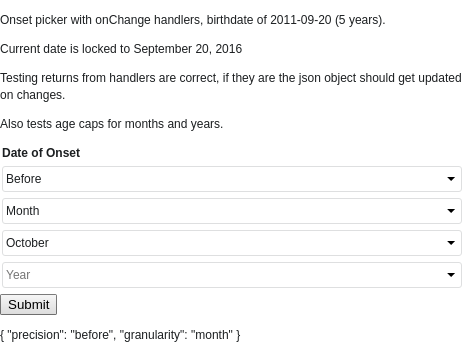 Onset picker with onChange handlers, birthdate of 2011-09-20 (5 years).
Current date is locked to September 20, 2016
Testing returns from handlers are correct, if they are the json object should get updated
on changes.
Also tests age caps for months and years.
Date of Onset
Before
Month
October
Year
Submit
{ "precision": "before", "granularity": "month" }